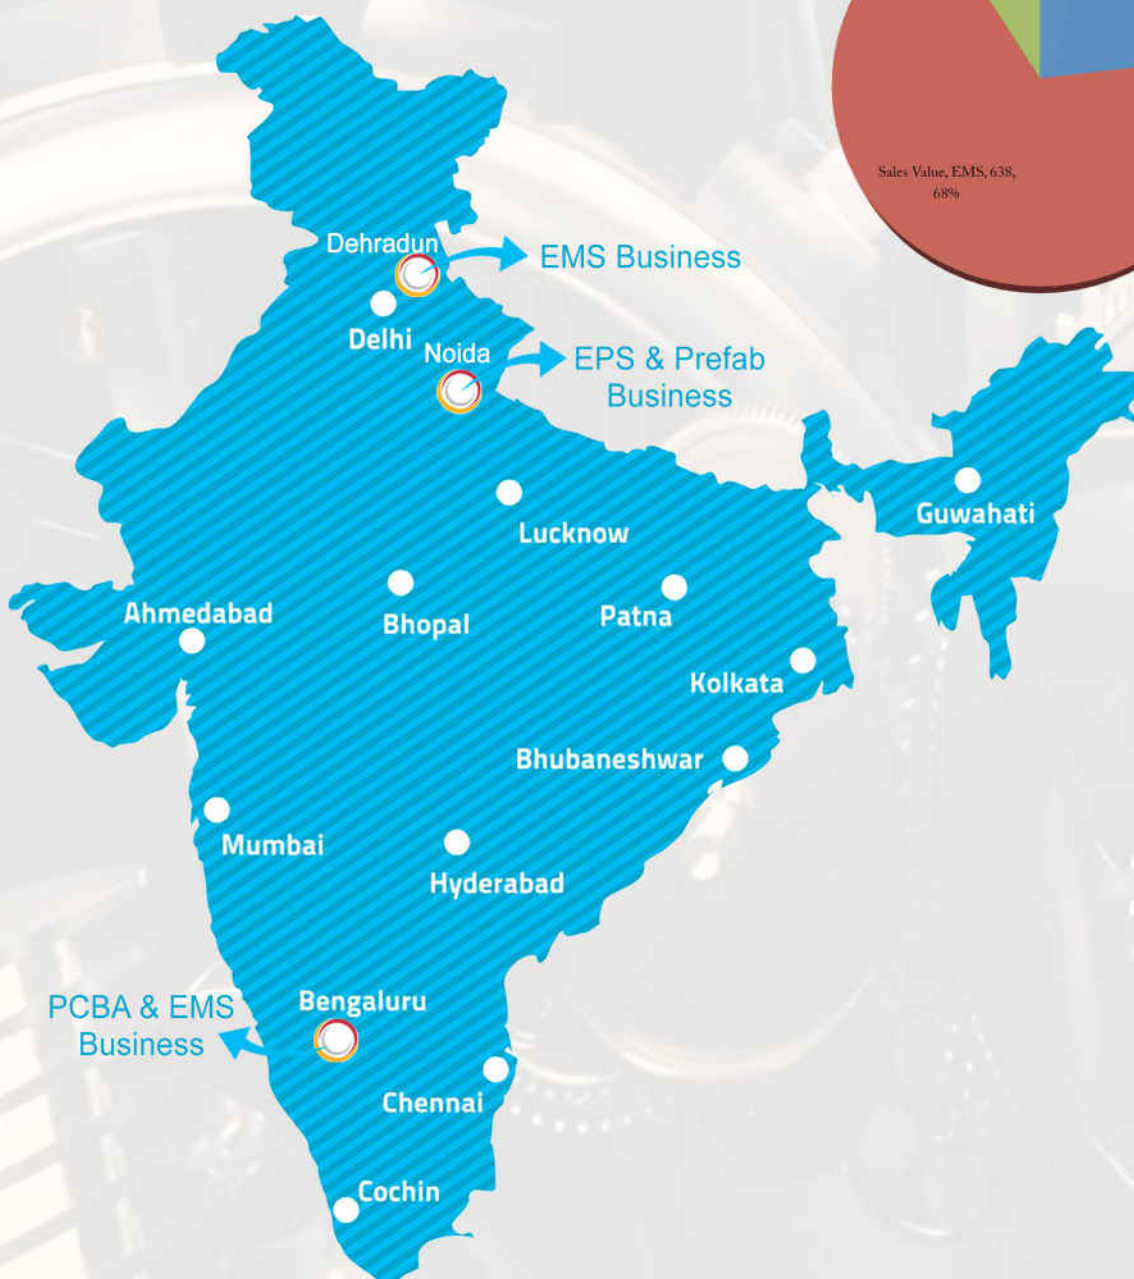 Sales Value, EMS, 638,
68%
Dehradun
EMS Business
Delhi
Noida
EPS & Prefab
Business
Guwahati
Lucknow
Ahmedabad
Bhopal
Patna
Kolkata
Bhubaneshwar
Mumbai
Hyderabad
PCBA & EMS
Business
Bengaluru
Chennai
Cochin